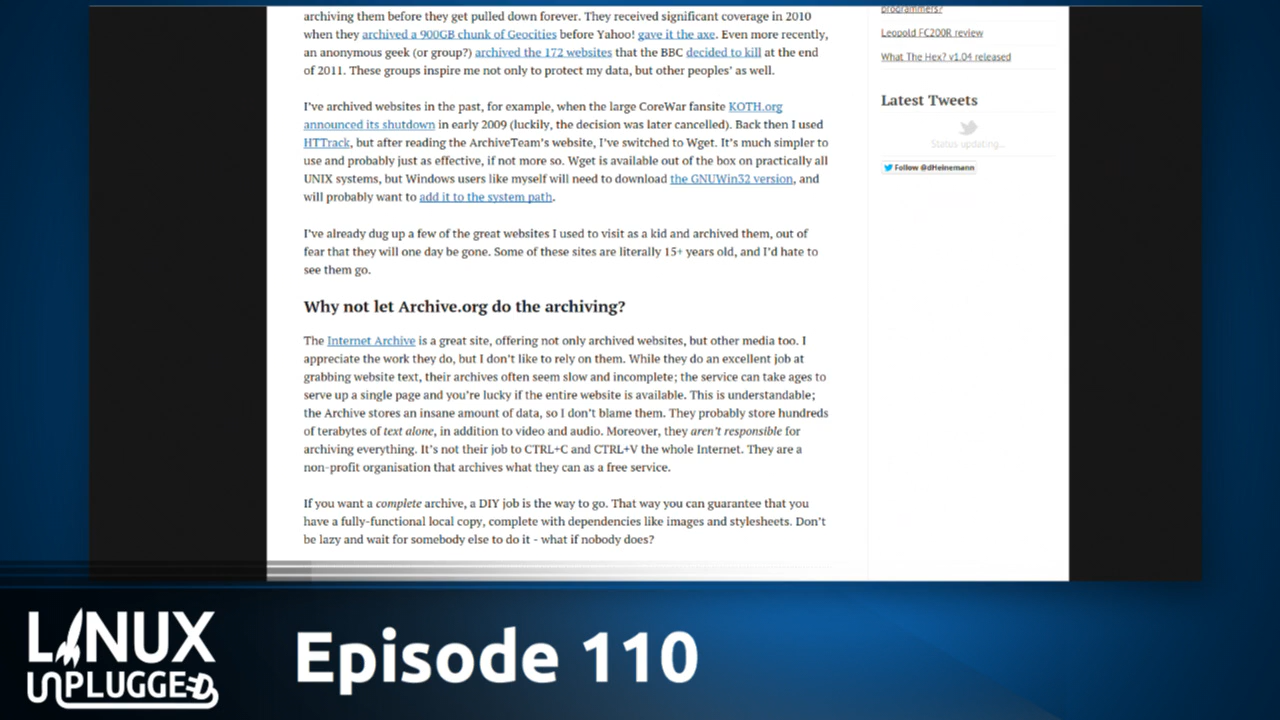 archiving them before they get pulled down forever. They received significant coverage in 2010
when they archived a 900GB chunk of Geocities before Yahoo! gave it the axe. Even more recently,
an anonymous geek (or group?) archived the 172 websites that the BBC decided to kill at the end
of 2011. These groups inspire me not only to protect my data, but other peoples' as well.
I've archived websites in the past, for example, when the large CoreWar fansite KOTH.org
announced its shutdown in early 2009 (luckily, the decision was later cancelled). Back then I used
HTTrack, but after reading the ArchiveTeam's website, I've switched to Wget. It's much simpler to
use and probably just as effective, if not more so. Wget is available out of the box on practically all
UNIX systems, but Windows users like myself will need to download the GNUWin32 version, and
will probably want to add it to the system path.
I've already dug up a few of the great websites I used to visit as a kid and archived them, out of
fear that they will one day be gone. Some of these sites are literally 15+ years old, and I'd hate to
see them go.
Why not let Archive.org do the archiving?
The Internet Archive is a great site, offering not only archived websites, but other media too. I
appreciate the work they do, but I don't like to rely on them. While they do an excellent job at
grabbing website text, their archives often seem slow and incomplete; the service can take ages to
serve up a single page and you're lucky if the entire website is available. This is understandable;
the Archive stores an insane amount of data, so I don't blame them. They probably store hundreds
of terabytes of text alone, in addition to video and audio. Moreover, they aren't responsible for
archiving everything. It's not their job to CTRL+C and CTRL+V the whole Internet. They are a
non-profit organisation that archives what they can as a free service.
If you want a complete archive, a DIY job is the way to go. That way you can guarantee that you
have a fully-functional local copy, complete with dependencies like images and stylesheets. Don't
be lazy and wait for somebody else to do it - what if nobody does?
programmers?
Leopold FC200R review
What The Hex? v1.04 released
Latest Tweets
Status updating...
Follow @dHeinemann
LINUX
UNPLUGGED
Episode 110